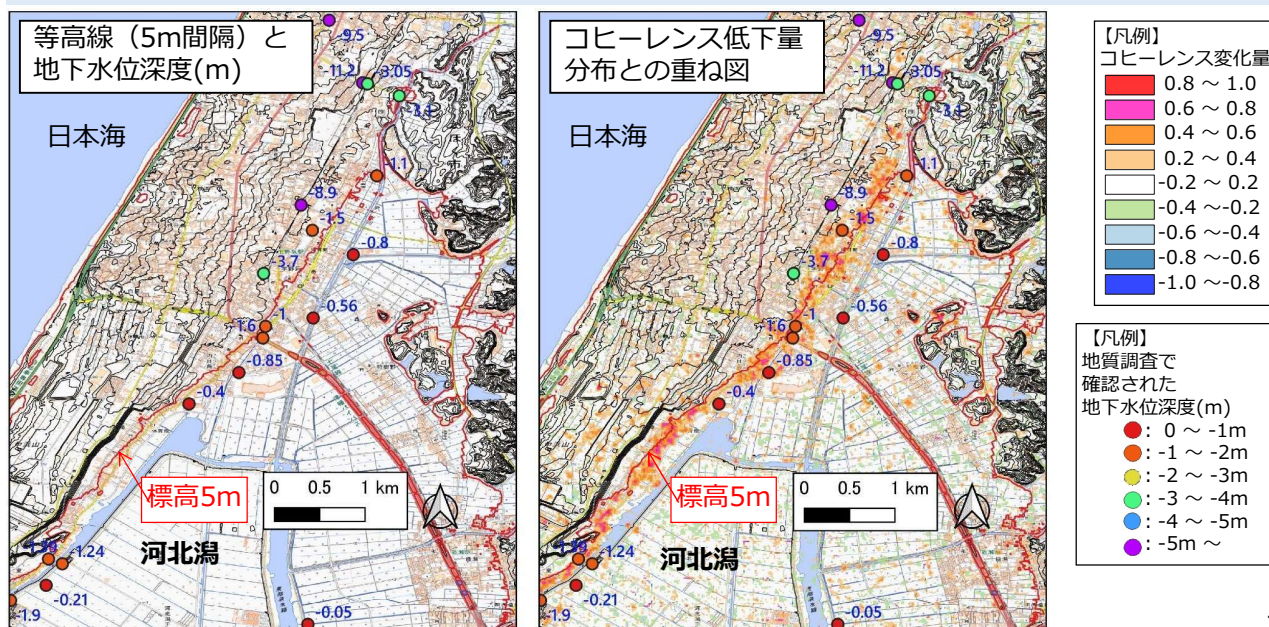 等高線（5m間隔）と
地下水位深度(m)
日本海
-9.5
-11.2
-3.05
-3.1
-1.1
-8.9
-1.5
-0.8
-3.7
-0.56
-1
-1.6
-0.85
-0.4
標高5m
0 0.5 1 km
河北潟
-1.24
-0.21
-1.9
-0.05
コヒーレンス低下量
分布との重ね図
日本海
-9.5
-11.2
-3.05
-3.1
-1.1
-8.9
-1.5
-0.8
-3.7
-0.56
-1
-1.6
-0.85
-0.4
標高5m
0 0.5 1 km
河北潟
-1.24
-0.21
-1.9
-0.05
【凡例】
コヒーレンス変化量
0.8 ～ 1.0
0.6 ～ 0.8
0.4 ～ 0.6
0.2 ～ 0.4
-0.2 ～ 0.2
-0.4 ～-0.2
-0.6 ～-0.4
-0.8 ～-0.6
-1.0 ～-0.8
【凡例】
地質調査で
確認された
地下水位深度(m)
: 0 ～ -1m
: -1 ～ -2m
: -2 ～ -3m
: -3 ～ -4m
: -4 ～ -5m
: -5m ～